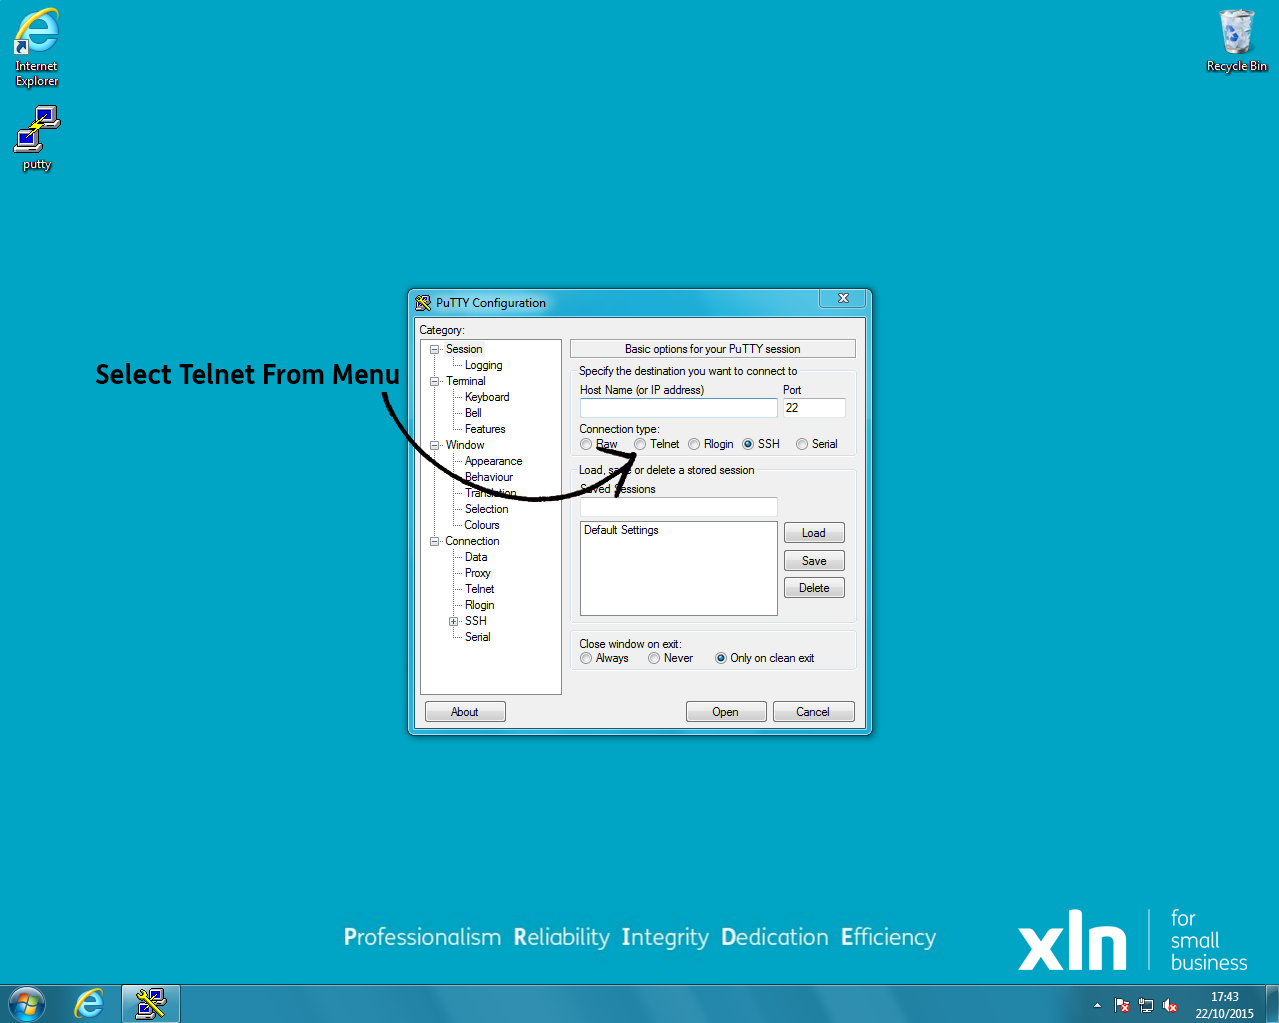 Internet
Explorer
putty
Recycle Bin
Select Telnet From Menu
PuTTY Configuration
Category:
Session
Logging
Terminal
Keyboard
Bell
Features
Window
Appearance
Behaviour
Translation
Selection
Colours
Connection
Data
Proxy
Telnet
Rlogin
SSH
Serial
Basic options for your PuTTY session
Specify the destination you want to connect to
Host Name (or IP address) Port
22
Connection type:
Raw Telnet Rlogin SSH Serial
Load, save or delete a stored session
Saved Sessions
Default Settings
Load
Save
Delete
Close window on exit:
Always Never Only on clean exit
About Open Cancel
Professionalism Reliability Integrity Dedication Efficiency
xln
for
small
business
17:43
22/10/2015